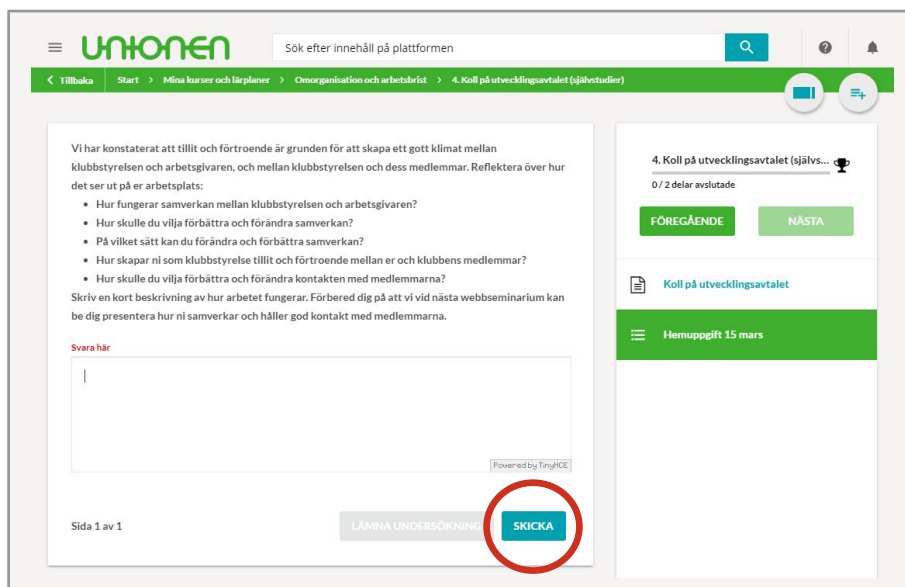 unionen
Sök efter innehåll på plattformen
Tillbaka Start > Mina kurser och lärplaner > Omorganisation och arbetsbrist > 4. Koll på utvecklingsavtalet (självstudier)
Vi har konstaterat att tillit och förtroende är grunden för att skapa ett gott klimat mellan
klubbstyrelsen och arbetsgivaren, och mellan klubbstyrelsen och dess medlemmar. Reflektera över hur
det ser ut på er arbetsplats:
• Hur fungerar samverkan mellan klubbstyrelsen och arbetsgivaren?
• Hur skulle du vilja förbättra och förändra samverkan?
• På vilket sätt kan du förändra och förbättra samverkan?
• Hur skapar ni som klubbstyrelse tillit och förtroende mellan er och klubbens medlemmar?
• Hur skulle du vilja förbättra och förändra kontakten med medlemmarna?
Skriv en kort beskrivning av hur arbetet fungerar. Förbered dig på att vi vid nästa webbseminarium kan
be dig presentera hur ni samverkar och håller god kontakt med medlemmarna.
Svara här
Powered by TinyMCE
Sida 1 av 1
LÄMNA UNDERSÖKNING
SKICKA
4. Koll på utvecklingsavtalet (självs...
0 / 2 delar avslutade
FÖREGÅENDE
NÄSTA
Koll på utvecklingsavtalet
Hemuppgift 15 mars